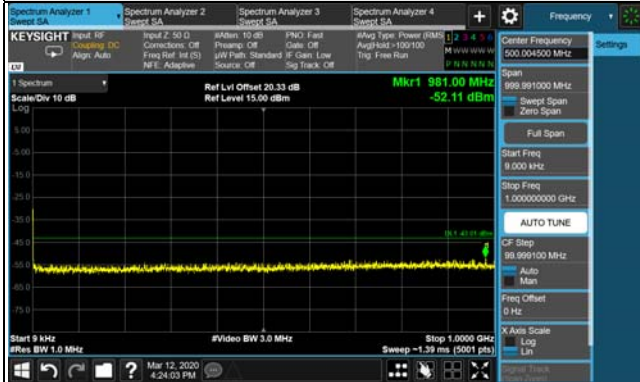 Spectrum Analyzer 1
Swept SA
Spectrum Analyzer 2
Swept SA
Spectrum Analyzer 3
Swept SA
Spectrum Analyzer 4
Swept SA
+
Frequency
KEYSIGHT
Input: RF
Coupling: DC
Align: Auto
Input Z: 50 Ω
Corrections: Off
Freq Ref: Int (S)
NFE: Adaptive
#Atten: 10 dB
Preamp: Off
µW Path: Standard
Source: Off
PNO: Fast
Gate: Off
IF Gain: Low
Sig Track: Off
#Avg Type: Power (RMS
Avg|Hold:>100/100
Trig: Free Run
1 2 3 4 5 6
M W W W W W
P N N N N N
LXI
1 Spectrum
Scale/Div 10 dB
Log
Ref Lvl Offset 20.33 dB
Ref Level 15.00 dBm
Mkr1 981.00 MHz
-52.11 dBm
5.00
-5.00
-15.0
-25.0
-35.0
-45.0
-55.0
-65.0
-75.0
Start 9 kHz
#Res BW 1.0 MHz
#Video BW 3.0 MHz
Stop 1.0000 GHz
Sweep ~1.39 ms (5001 pts)
Center Frequency
500.004500 MHz
Settings
Span
999.991000 MHz
Swept Span
Zero Span
Full Span
Start Freq
9.000 kHz
Stop Freq
1.000000000 GHz
AUTO TUNE
CF Step
99.999100 MHz
Auto
Man
Freq Offset
0 Hz
X Axis Scale
Log
Lin
Signal Track
?
Mar 12, 2020
4:24:03 PM